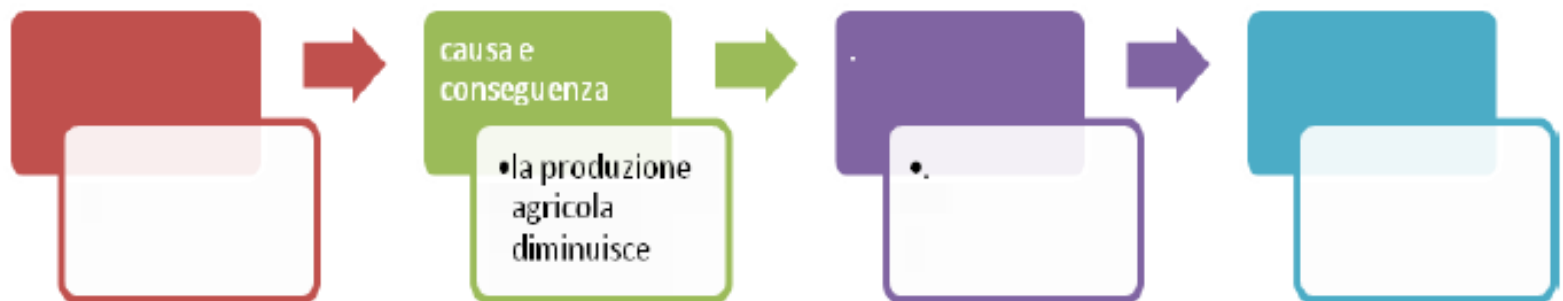 causa e
conseguenza
•la produzione
agricola
diminuisce
.
•.